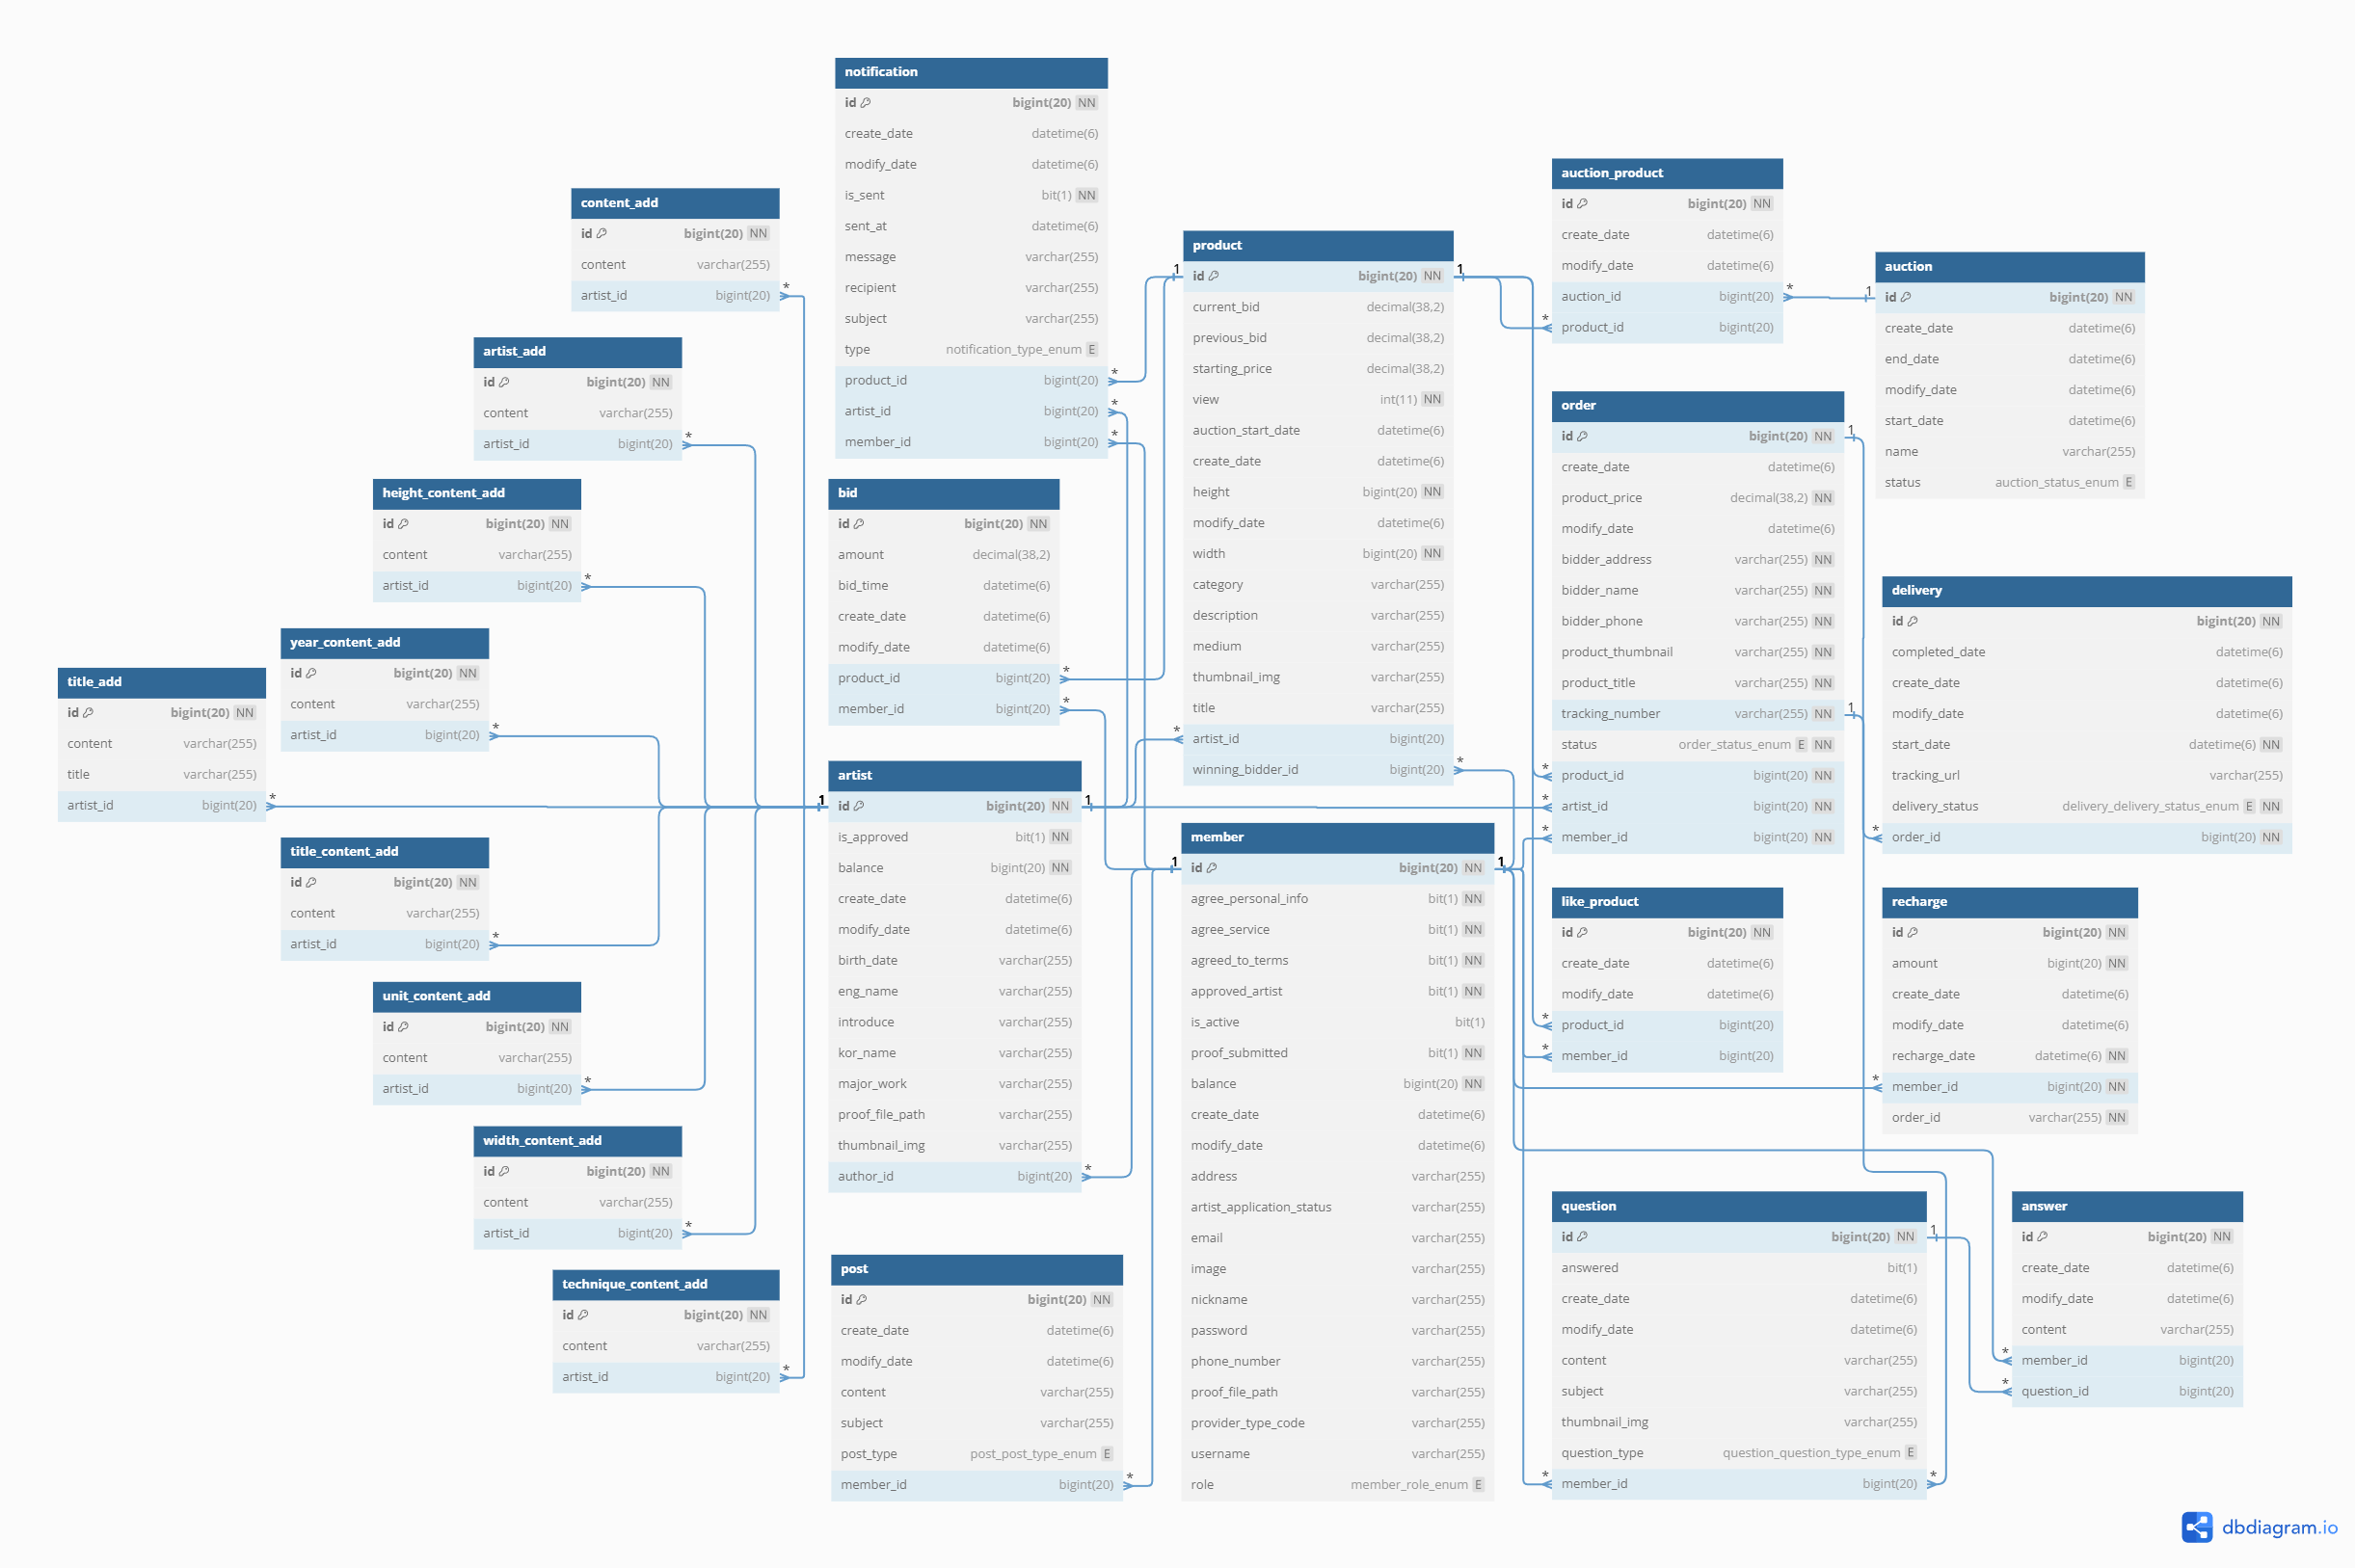 notification
id bigint(20) NN
create_date datetime(6)
modify_date datetime(6)
is_sent bit(1) NN
sent_at datetime(6)
message varchar(255)
recipient varchar(255)
subject varchar(255)
type notification_type_enum E
product_id bigint(20) *
artist_id bigint(20) *
member_id bigint(20) *
content_add
id bigint(20) NN
content varchar(255)
artist_id bigint(20) *
artist_add
id bigint(20) NN
content varchar(255)
artist_id bigint(20) *
height_content_add
id bigint(20) NN
content varchar(255)
artist_id bigint(20) *
year_content_add
id bigint(20) NN
content varchar(255)
artist_id bigint(20) *
title_add
id bigint(20) NN
content varchar(255)
title varchar(255)
artist_id bigint(20) *
title_content_add
id bigint(20) NN
content varchar(255)
artist_id bigint(20) *
unit_content_add
id bigint(20) NN
content varchar(255)
artist_id bigint(20) *
width_content_add
id bigint(20) NN
content varchar(255)
artist_id bigint(20) *
technique_content_add
id bigint(20) NN
content varchar(255)
artist_id bigint(20) *
bid
id bigint(20) NN
amount decimal(38,2)
bid_time datetime(6)
create_date datetime(6)
modify_date datetime(6)
product_id bigint(20) *
member_id bigint(20) *
artist
1 id bigint(20) NN 1
is_approved bit(1) NN
balance bigint(20) NN
create_date datetime(6)
modify_date datetime(6)
birth_date varchar(255)
eng_name varchar(255)
introduce varchar(255)
kor_name varchar(255)
major_work varchar(255)
proof_file_path varchar(255)
thumbnail_img varchar(255)
author_id bigint(20) *
post
id bigint(20) NN
create_date datetime(6)
modify_date datetime(6)
content varchar(255)
subject varchar(255)
post_type post_post_type_enum E
member_id bigint(20) *
product
1 id bigint(20) NN 1
current_bid decimal(38,2)
previous_bid decimal(38,2)
starting_price decimal(38,2)
view int(11) NN
auction_start_date datetime(6)
create_date datetime(6)
height bigint(20) NN
modify_date datetime(6)
width bigint(20) NN
category varchar(255)
description varchar(255)
medium varchar(255)
thumbnail_img varchar(255)
title varchar(255)
* artist_id bigint(20)
winning_bidder_id bigint(20) *
member
1 id bigint(20) NN 1
agree_personal_info bit(1) NN
agree_service bit(1) NN
agreed_to_terms bit(1) NN
approved_artist bit(1) NN
is_active bit(1)
proof_submitted bit(1) NN
balance bigint(20) NN
create_date datetime(6)
modify_date datetime(6)
address varchar(255)
artist_application_status varchar(255)
email varchar(255)
image varchar(255)
nickname varchar(255)
password varchar(255)
phone_number varchar(255)
proof_file_path varchar(255)
provider_type_code varchar(255)
username varchar(255)
role member_role_enum E
auction_product
id bigint(20) NN
create_date datetime(6)
modify_date datetime(6)
auction_id bigint(20) *
* product_id bigint(20)
auction
1 id bigint(20) NN
create_date datetime(6)
end_date datetime(6)
modify_date datetime(6)
start_date datetime(6)
name varchar(255)
status auction_status_enum E
order
id bigint(20) NN 1
create_date datetime(6)
product_price decimal(38,2) NN
modify_date datetime(6)
bidder_address varchar(255) NN
bidder_name varchar(255) NN
bidder_phone varchar(255) NN
product_thumbnail varchar(255) NN
product_title varchar(255) NN
tracking_number varchar(255) NN 1
status order_status_enum E NN
* product_id bigint(20) NN
* artist_id bigint(20) NN
* member_id bigint(20) NN
delivery
id bigint(20) NN
completed_date datetime(6)
create_date datetime(6)
modify_date datetime(6)
start_date datetime(6) NN
tracking_url varchar(255)
delivery_status delivery_delivery_status_enum E NN
* order_id bigint(20) NN
like_product
id bigint(20) NN
create_date datetime(6)
modify_date datetime(6)
* product_id bigint(20)
* member_id bigint(20)
recharge
id bigint(20) NN
amount bigint(20) NN
create_date datetime(6)
modify_date datetime(6)
recharge_date datetime(6) NN
* member_id bigint(20) NN
order_id varchar(255) NN
question
id bigint(20) NN 1
answered bit(1)
create_date datetime(6)
modify_date datetime(6)
content varchar(255)
subject varchar(255)
thumbnail_img varchar(255)
question_type question_question_type_enum E
* member_id bigint(20) *
answer
id bigint(20) NN
create_date datetime(6)
modify_date datetime(6)
content varchar(255)
* member_id bigint(20)
* question_id bigint(20)
dbdiagram.io